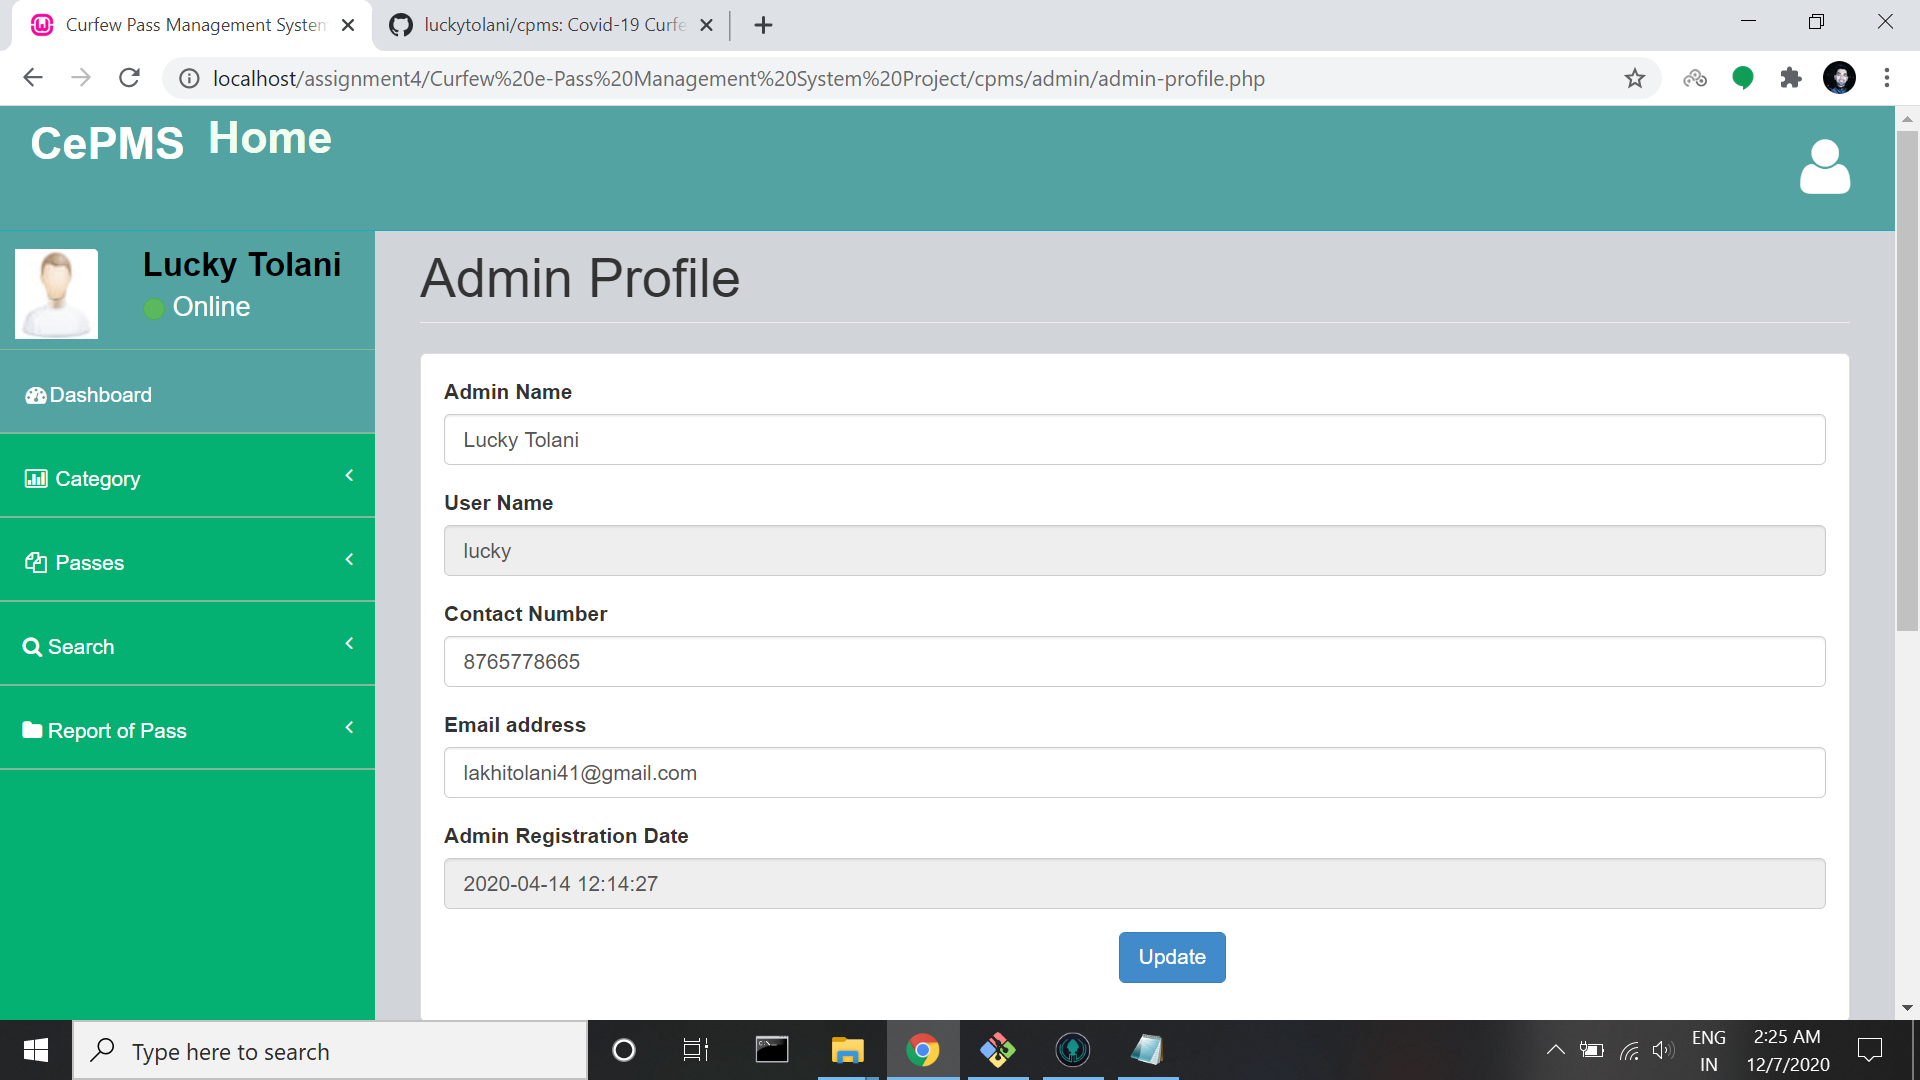 Curfew Pass Management System
luckytolani/cpms: Covid-19 Curfe
localhost/assignment4/Curfew%20e-Pass%20Management%20System%20Project/cpms/admin/admin-profile.php
CePMS Home
Lucky Tolani
Online
Dashboard
Category
Passes
Search
Report of Pass
Admin Profile
Admin Name
Lucky Tolani
User Name
lucky
Contact Number
8765778665
Email address
lakhitolani41@gmail.com
Admin Registration Date
2020-04-14 12:14:27
Update
Type here to search
ENG
IN
2:25 AM
12/7/2020